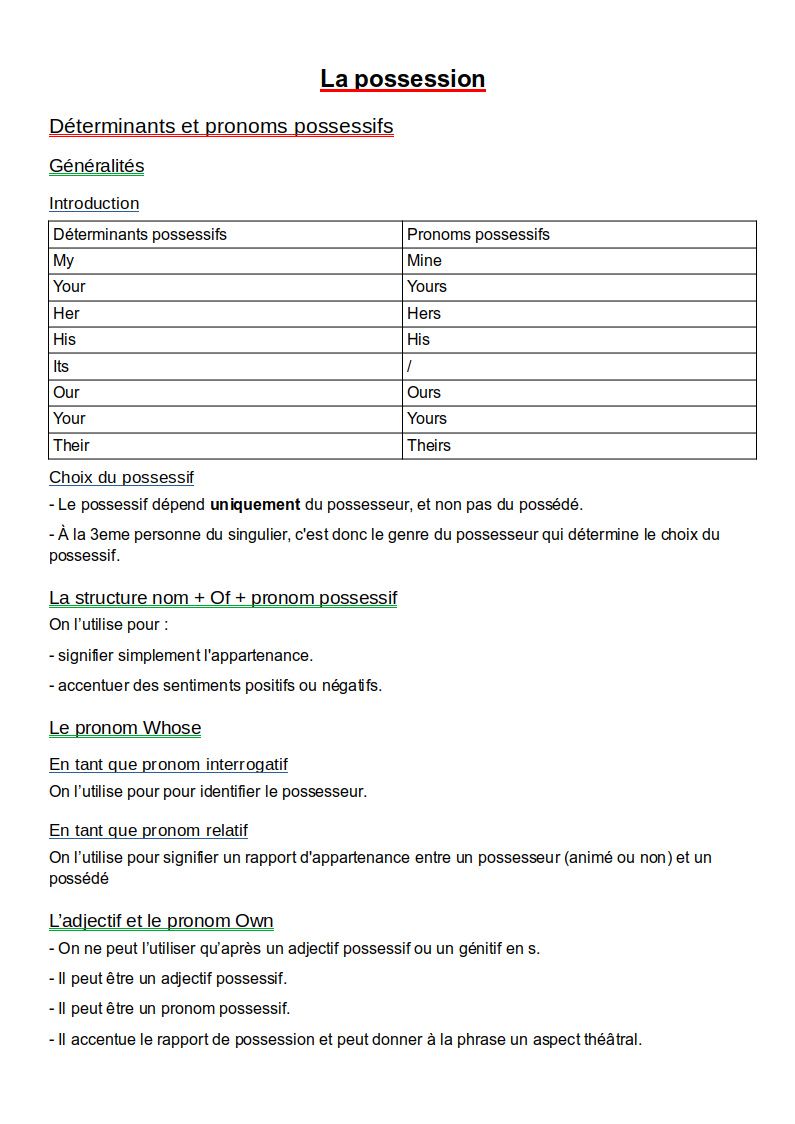 La possession
Déterminants et pronoms possessifs
Généralités
Introduction
Déterminants possessifs Pronoms possessifs
My Mine
Your Yours
Her Hers
His His
Its /
Our Ours
Your Yours
Their Theirs
Choix du possessif
- Le possessif dépend uniquement du possesseur, et non pas du possédé.
- À la 3eme personne du singulier, c'est donc le genre du possesseur qui détermine le choix du
possessif.
La structure nom + Of + pronom possessif
On l’utilise pour :
- signifier simplement l'appartenance.
- accentuer des sentiments positifs ou négatifs.
Le pronom Whose
En tant que pronom interrogatif
On l’utilise pour pour identifier le possesseur.
En tant que pronom relatif
On l’utilise pour signifier un rapport d'appartenance entre un possesseur (animé ou non) et un
possédé
L’adjectif et le pronom Own
- On ne peut l’utiliser qu’après un adjectif possessif ou un génitif en s.
- Il peut être un adjectif possessif.
- Il peut être un pronom possessif.
- Il accentue le rapport de possession et peut donner à la phrase un aspect théâtral.